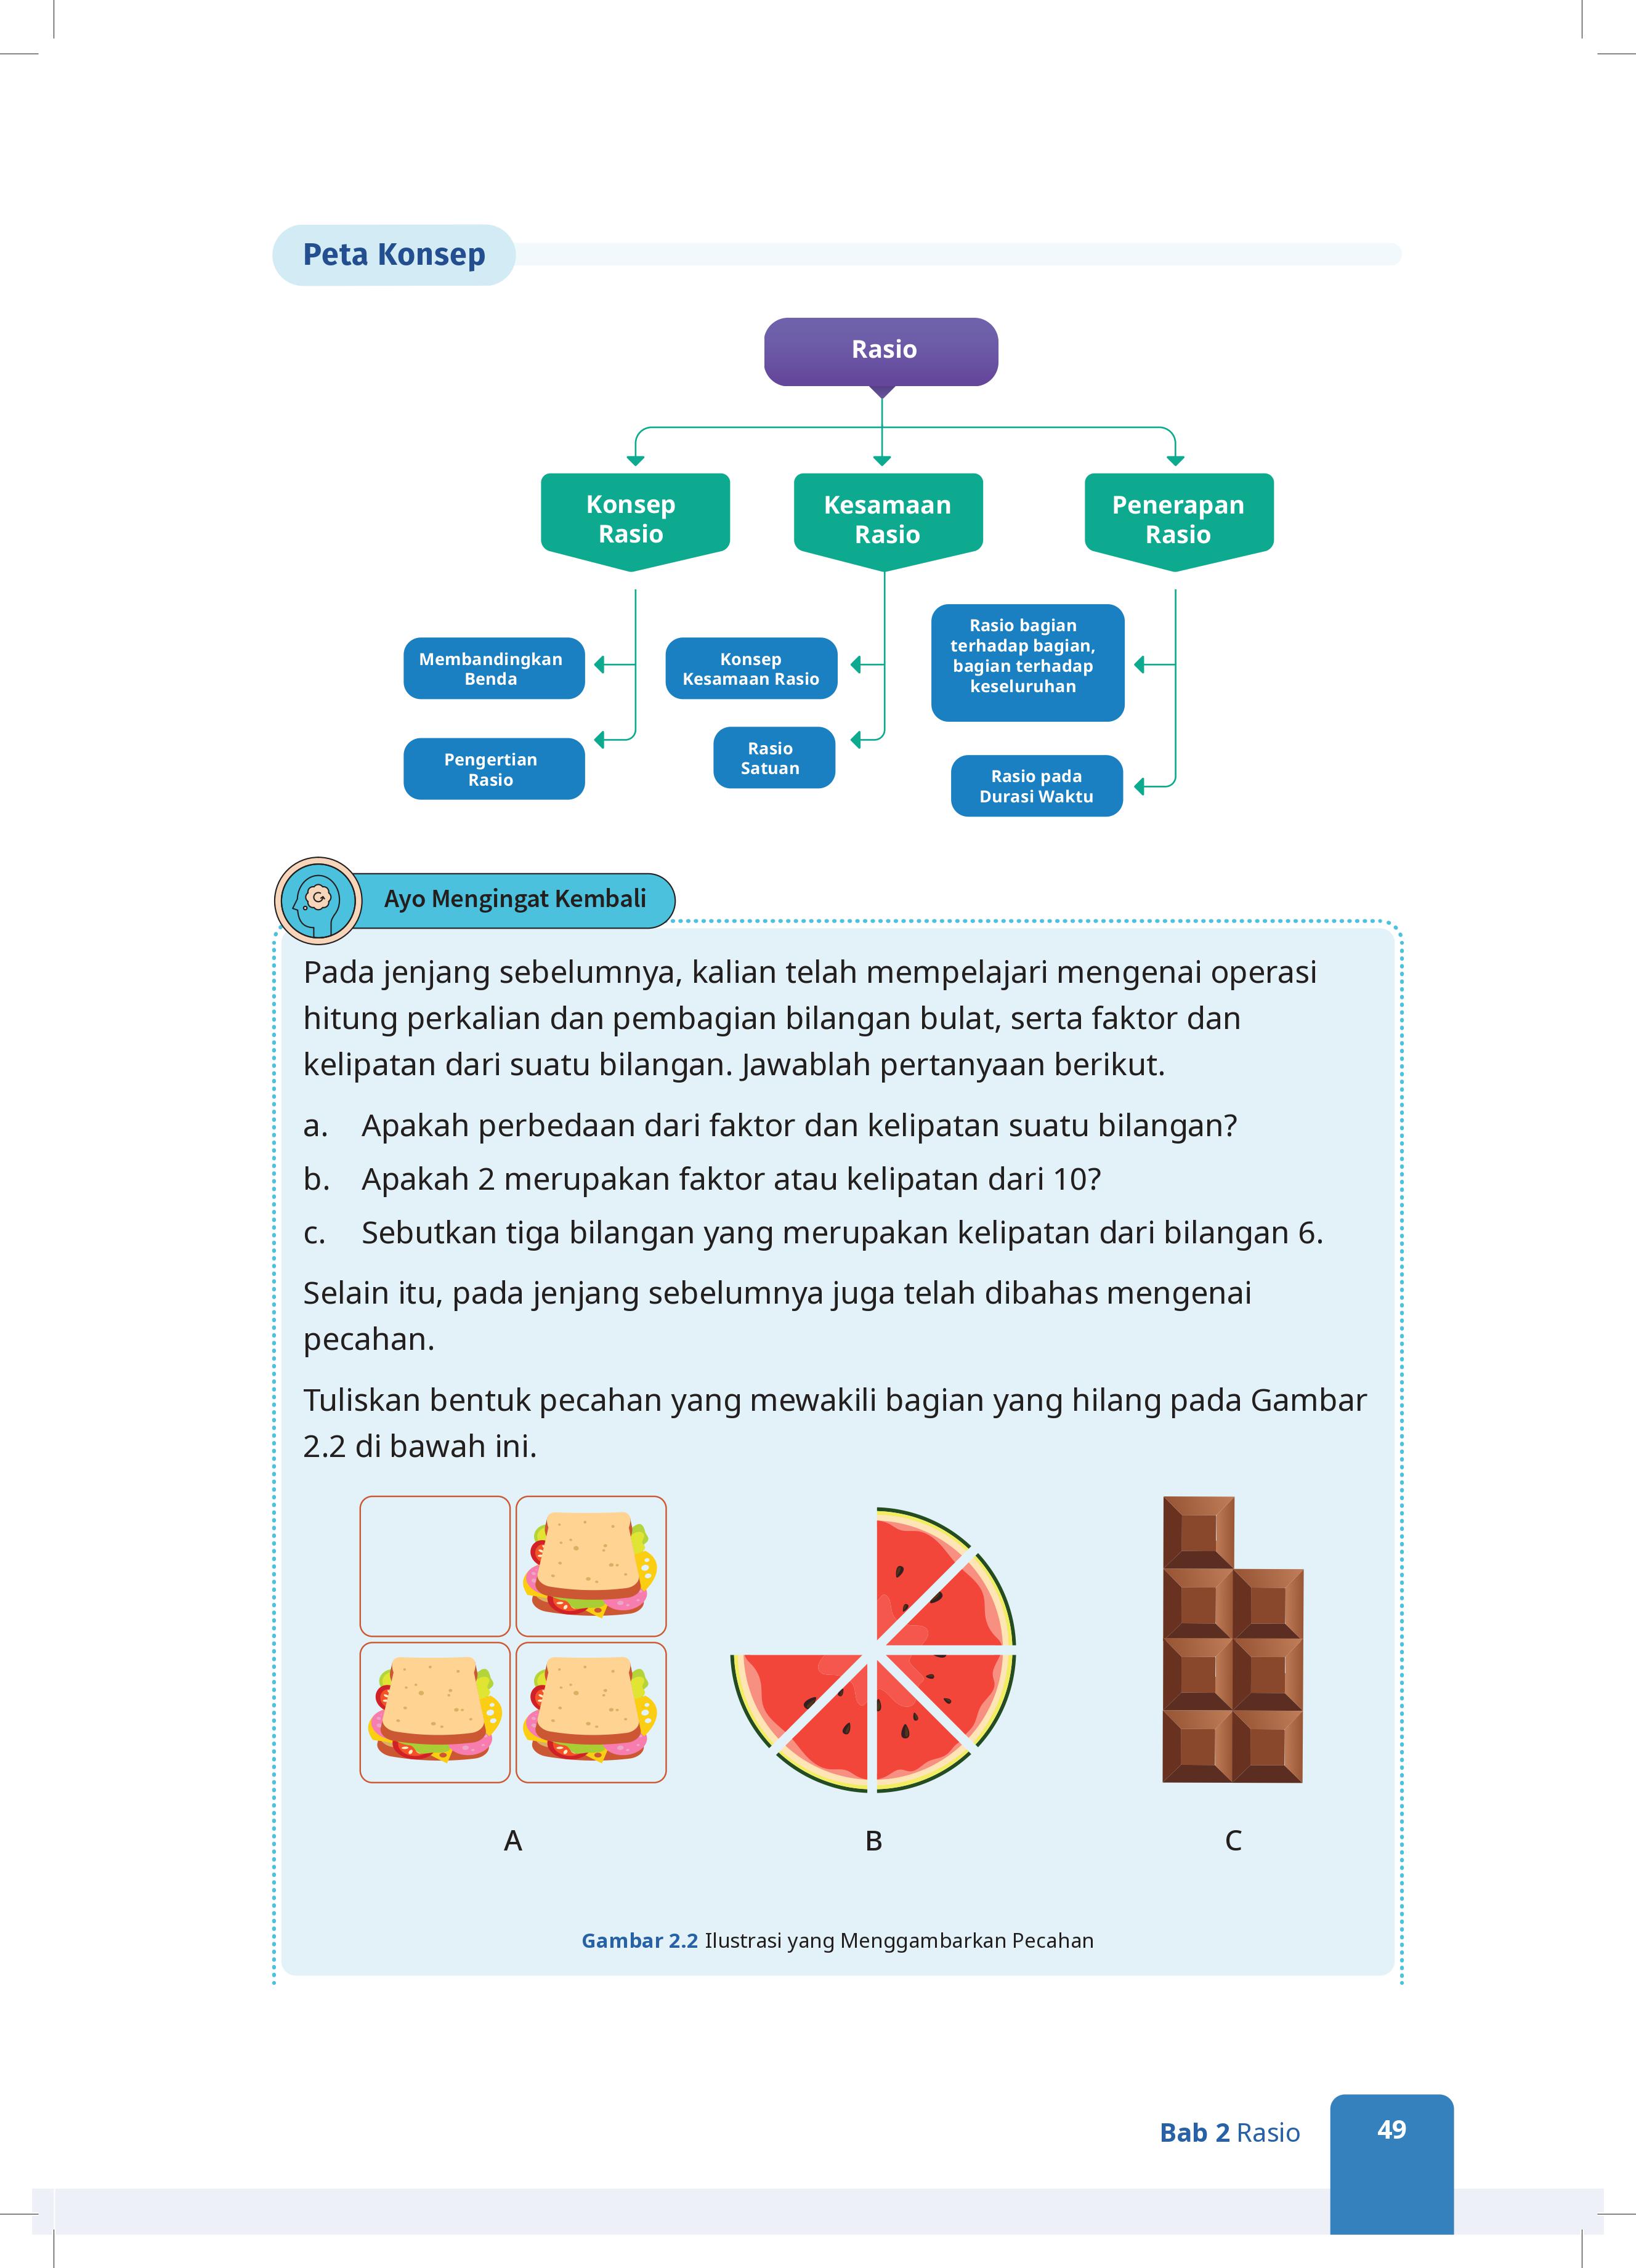 Peta Konsep
Rasio
Konsep
Rasio
Kesamaan
Rasio
Penerapan
Rasio
Membandingkan
Benda
Pengertian
Rasio
Konsep
Kesamaan Rasio
Rasio
Satuan
Rasio bagian
terhadap bagian,
bagian terhadap
keseluruhan
Rasio pada
Durasi Waktu
Ayo Mengingat Kembali
Pada jenjang sebelumnya, kalian telah mempelajari mengenai operasi
hitung perkalian dan pembagian bilangan bulat, serta faktor dan
kelipatan dari suatu bilangan. Jawablah pertanyaan berikut.
a. Apakah perbedaan dari faktor dan kelipatan suatu bilangan?
b. Apakah 2 merupakan faktor atau kelipatan dari 10?
c. Sebutkan tiga bilangan yang merupakan kelipatan dari bilangan 6.
Selain itu, pada jenjang sebelumnya juga telah dibahas mengenai
pecahan.
Tuliskan bentuk pecahan yang mewakili bagian yang hilang pada Gambar
2.2 di bawah ini.
A
B
C
Gambar 2.2 Ilustrasi yang Menggambarkan Pecahan
Bab 2 Rasio
49